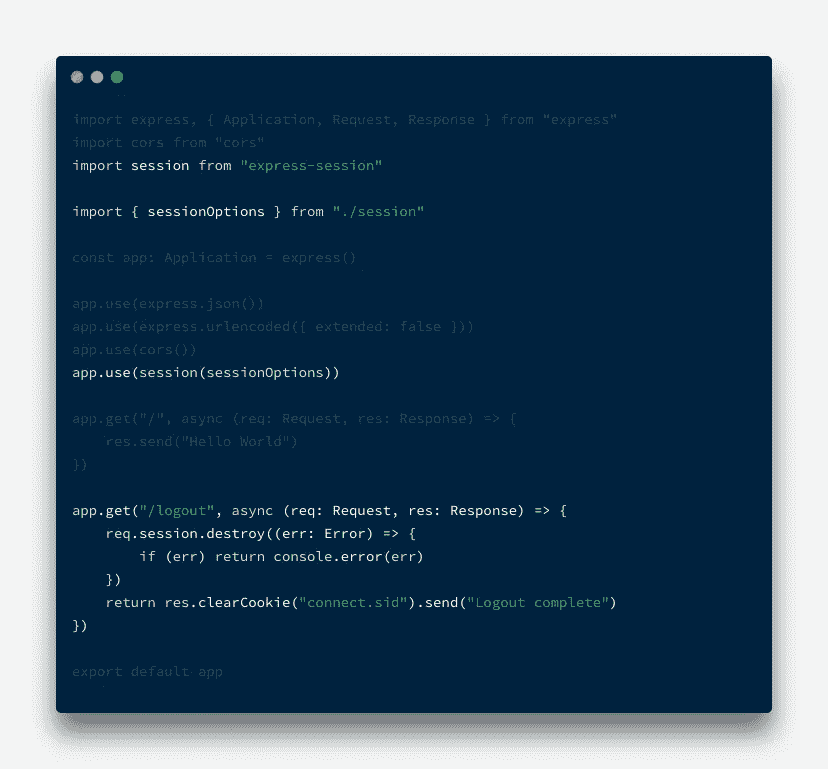 import express, { Application, Request, Response } from "express"
import cors from "cors"
import session from "express-session"
import { sessionOptions } from "./session"
const app: Application = express()
app.use(express.json())
app.use(express.urlencoded({ extended: false }))
app.use(cors())
app.use(session(sessionOptions))
app.get("/", async (req: Request, res: Response) => {
    res.send("Hello World")
})
app.get("/logout", async (req: Request, res: Response) => {
    req.session.destroy((err: Error) => {
        if (err) return console.error(err)
    })
    return res.clearCookie("connect.sid").send("Logout complete")
})
export default app